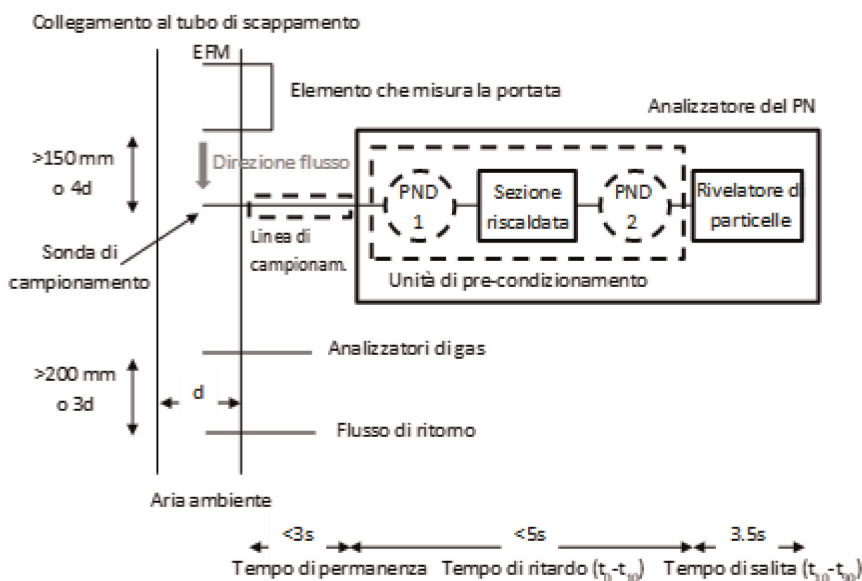 Collegamento al tubo di scappamento
EFM
Elemento che misura la portata
Analizzatore del PN
>150 mm
o 4d
Direzione flusso
PND
1
Sezione
riscaldata
PND
2
Rivelatore di
particelle
Linea di
campionam.
Sonda di
campionamento
Unità di pre-condizionamento
Analizzatori di gas
>200 mm
o 3d
d
Flusso di ritorno
Aria ambiente
<3s
<5s
3.5s
Tempo di permanenza
Tempo di ritardo (t0-t10)
Tempo di salita (t10-t90)